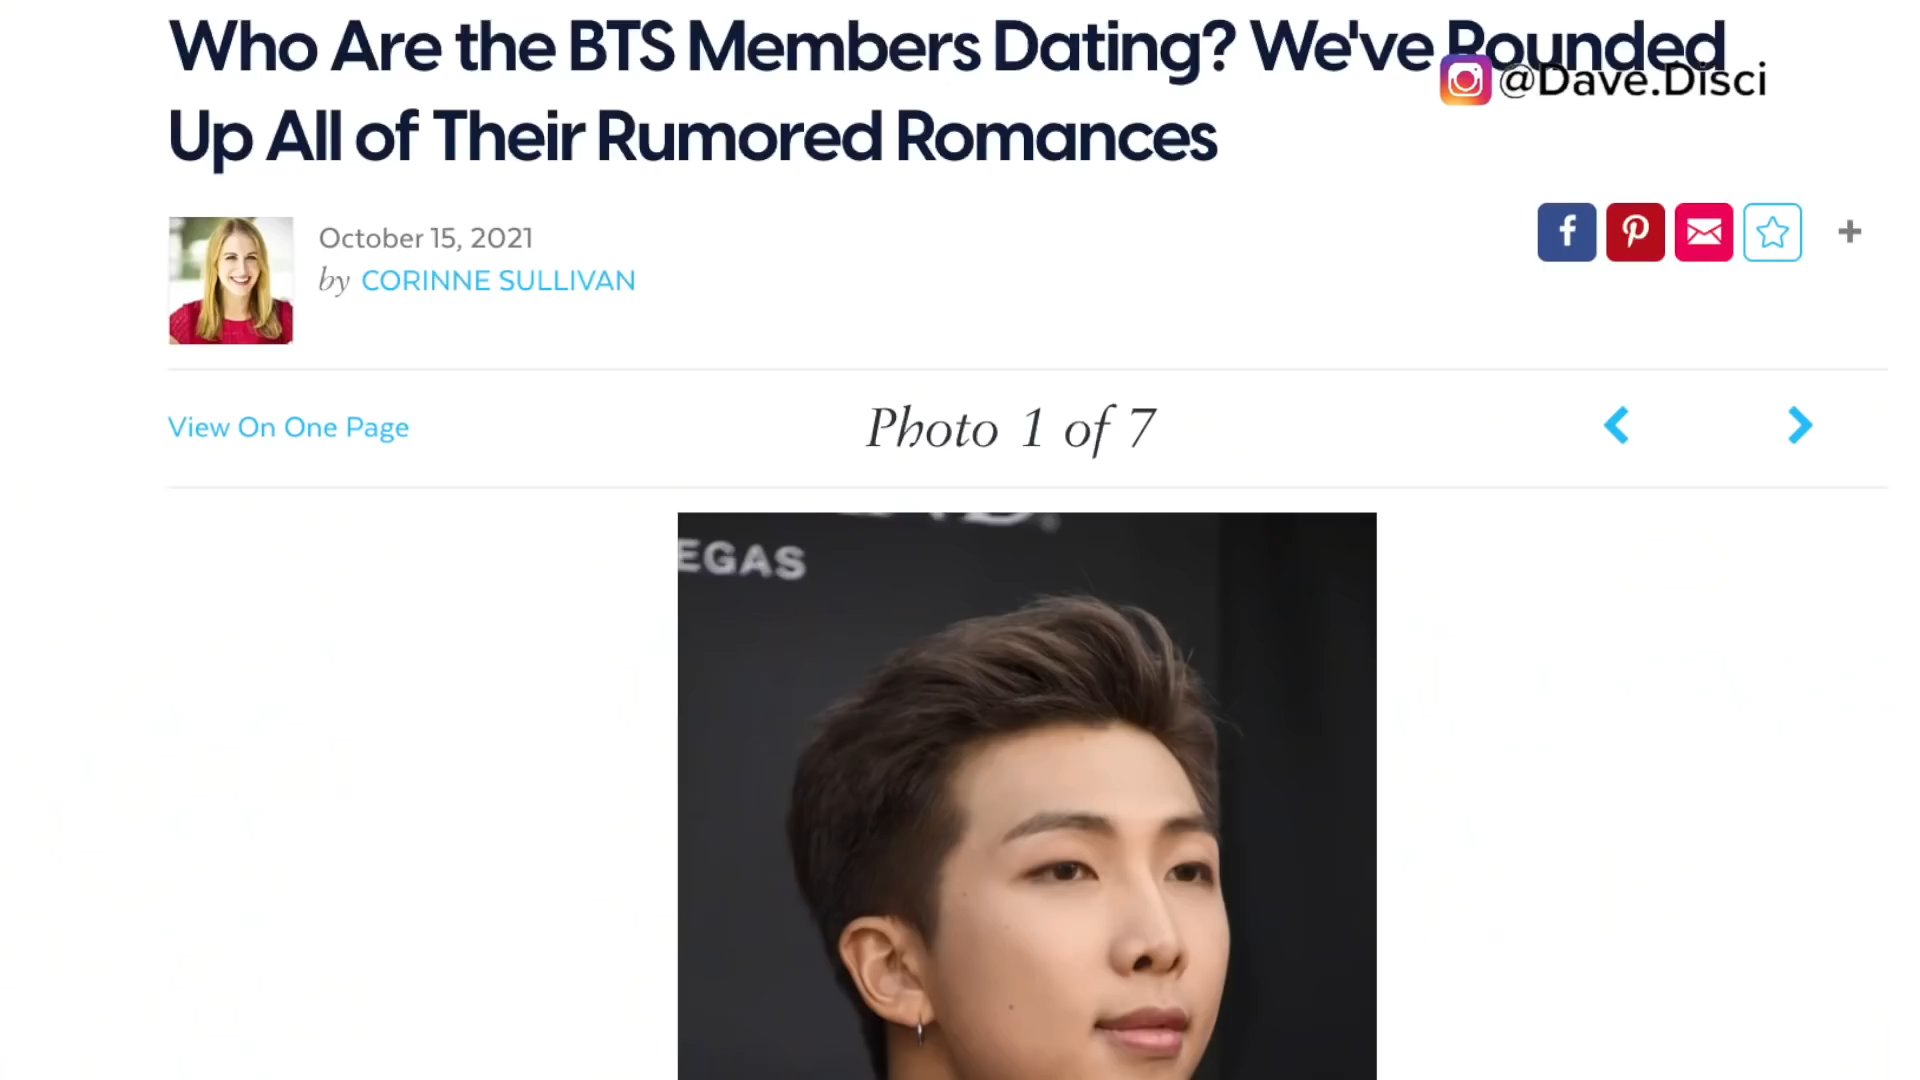 Who Are the BTS Members Dating? We've Rounded
@Dave.Disci
Up All of Their Rumored Romances
October 15, 2021
by CORINNE SULLIVAN
View On One Page
Photo 1 of 7
EGAS